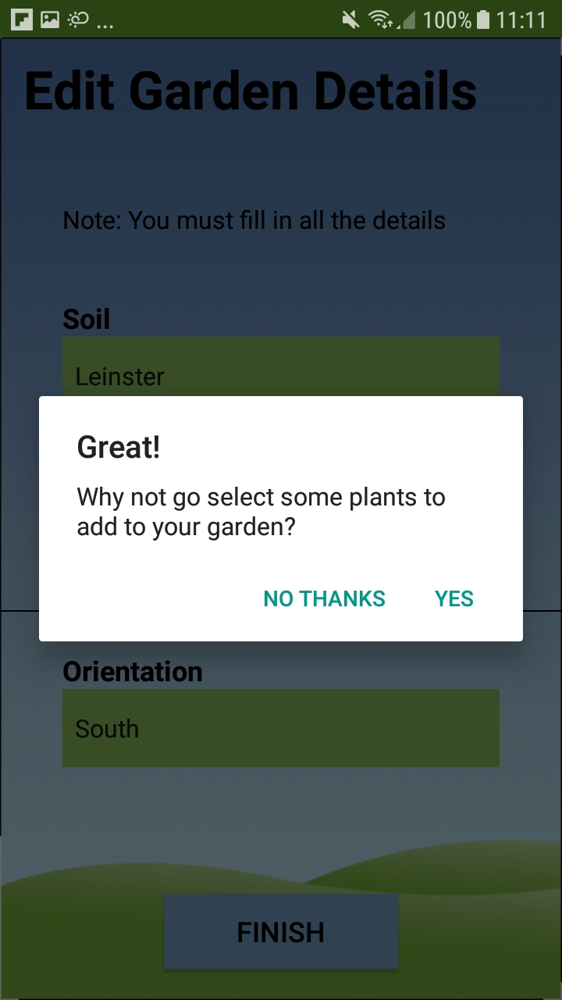 ... 100% 11:11
Edit Garden Details
Note: You must fill in all the details
Soil
Leinster
Great!
Why not go select some plants to
add to your garden?
NO THANKS YES
Orientation
South
FINISH